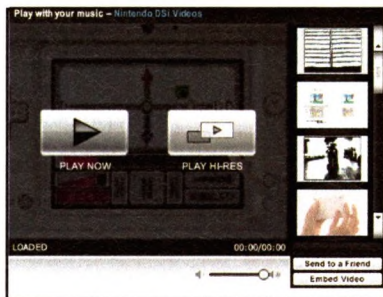 Play with your music – Nintendo DSi Videos
PLAY NOW
PLAY HI-RES
LOADED
00:00/00:00
Send to a Friend
Embed Video